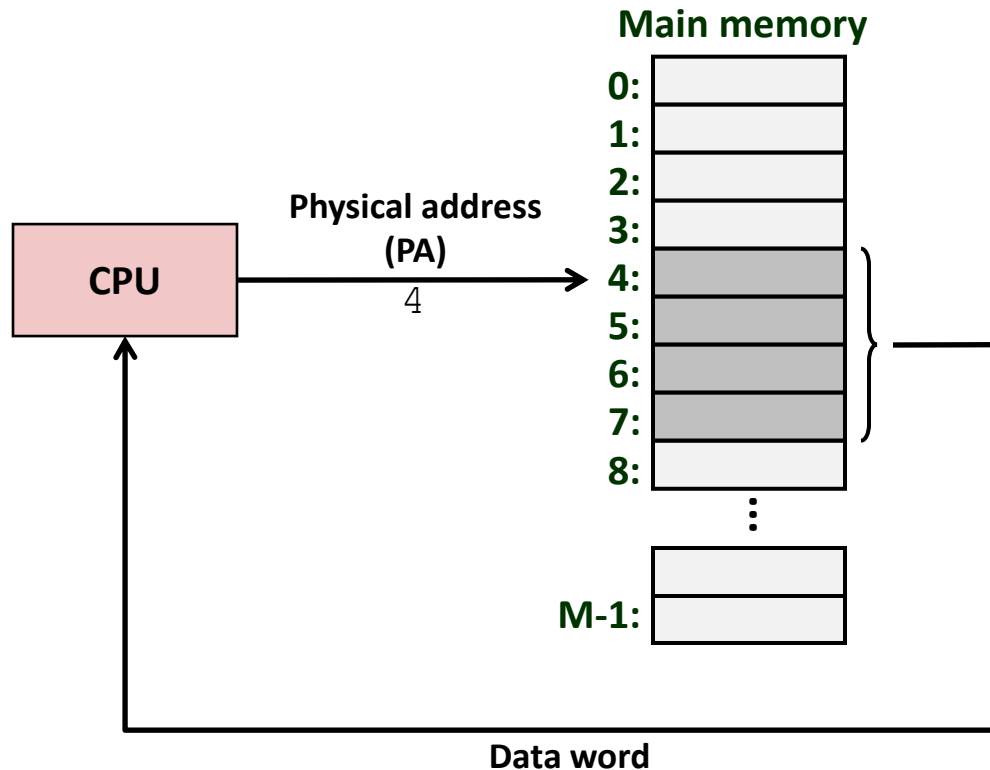 Main memory
0:
1:
2:
3:
Physical address
(PA)
CPU
4
4:
5:
6:
7:
8:
⋮
M-1:
Data word